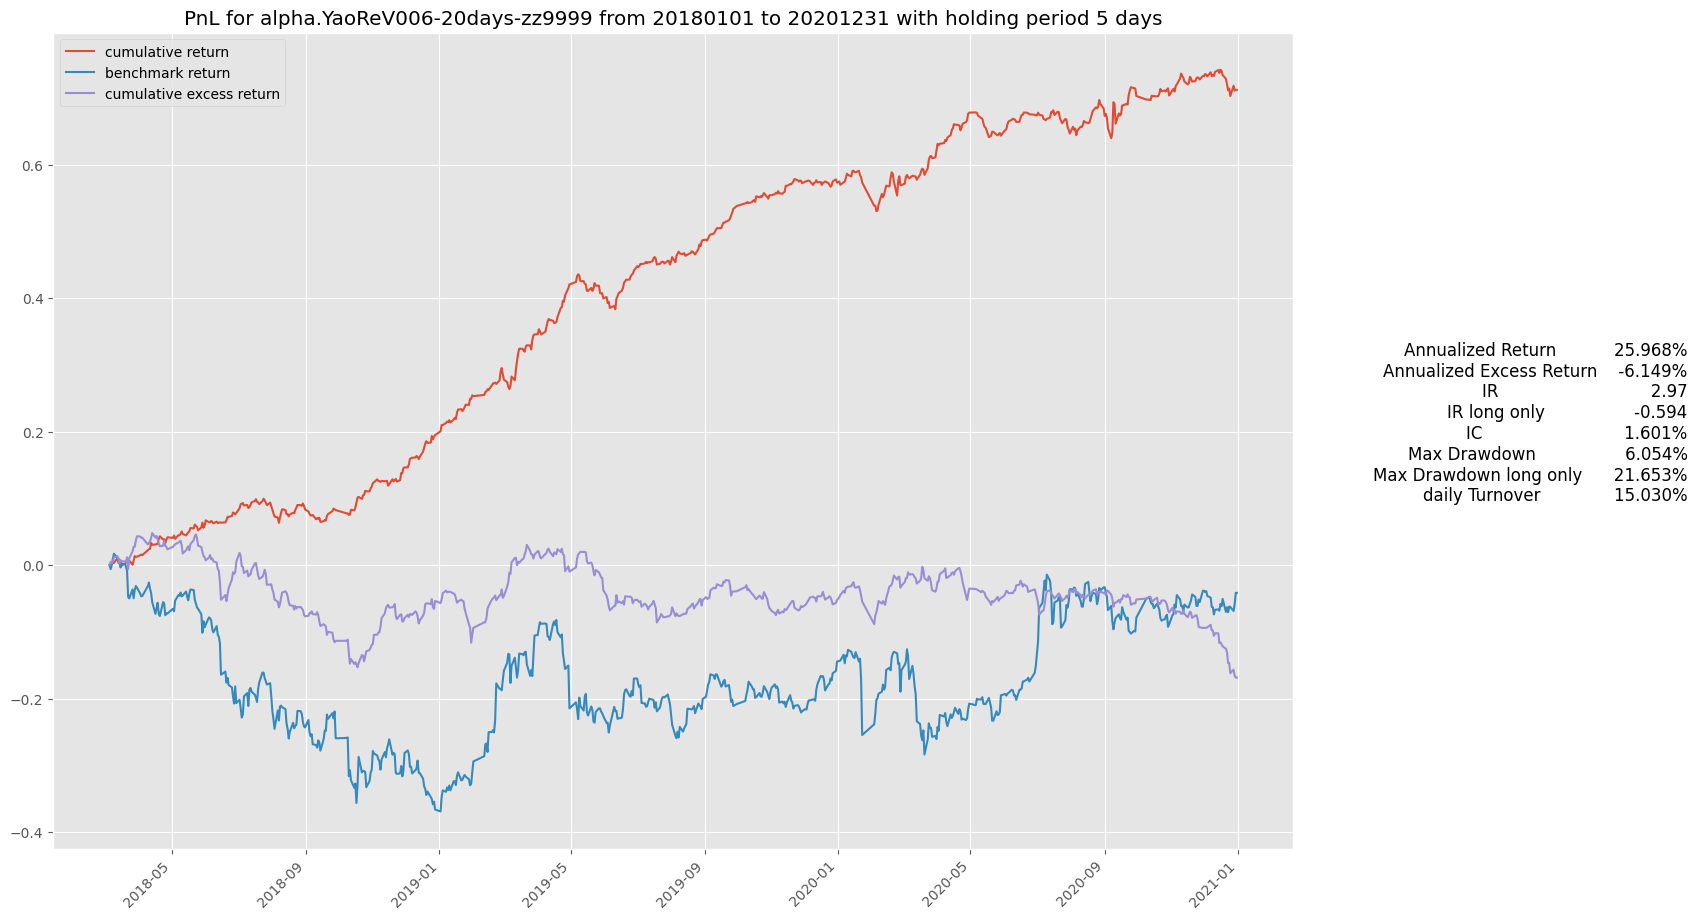 PnL for alpha.YaoReV006-20days-zz9999 from 20180101 to 20201231 with holding period 5 days
cumulative return
benchmark return
cumulative excess return
0.6
0.4
0.2
0.0
−0.2
−0.4
2018-05
2018-09
2019-01
2019-05
2019-09
2020-01
2020-05
2020-09
2021-01
Annualized Return 25.968%
Annualized Excess Return -6.149%
IR 2.97
IR long only -0.594
IC 1.601%
Max Drawdown 6.054%
Max Drawdown long only 21.653%
daily Turnover 15.030%